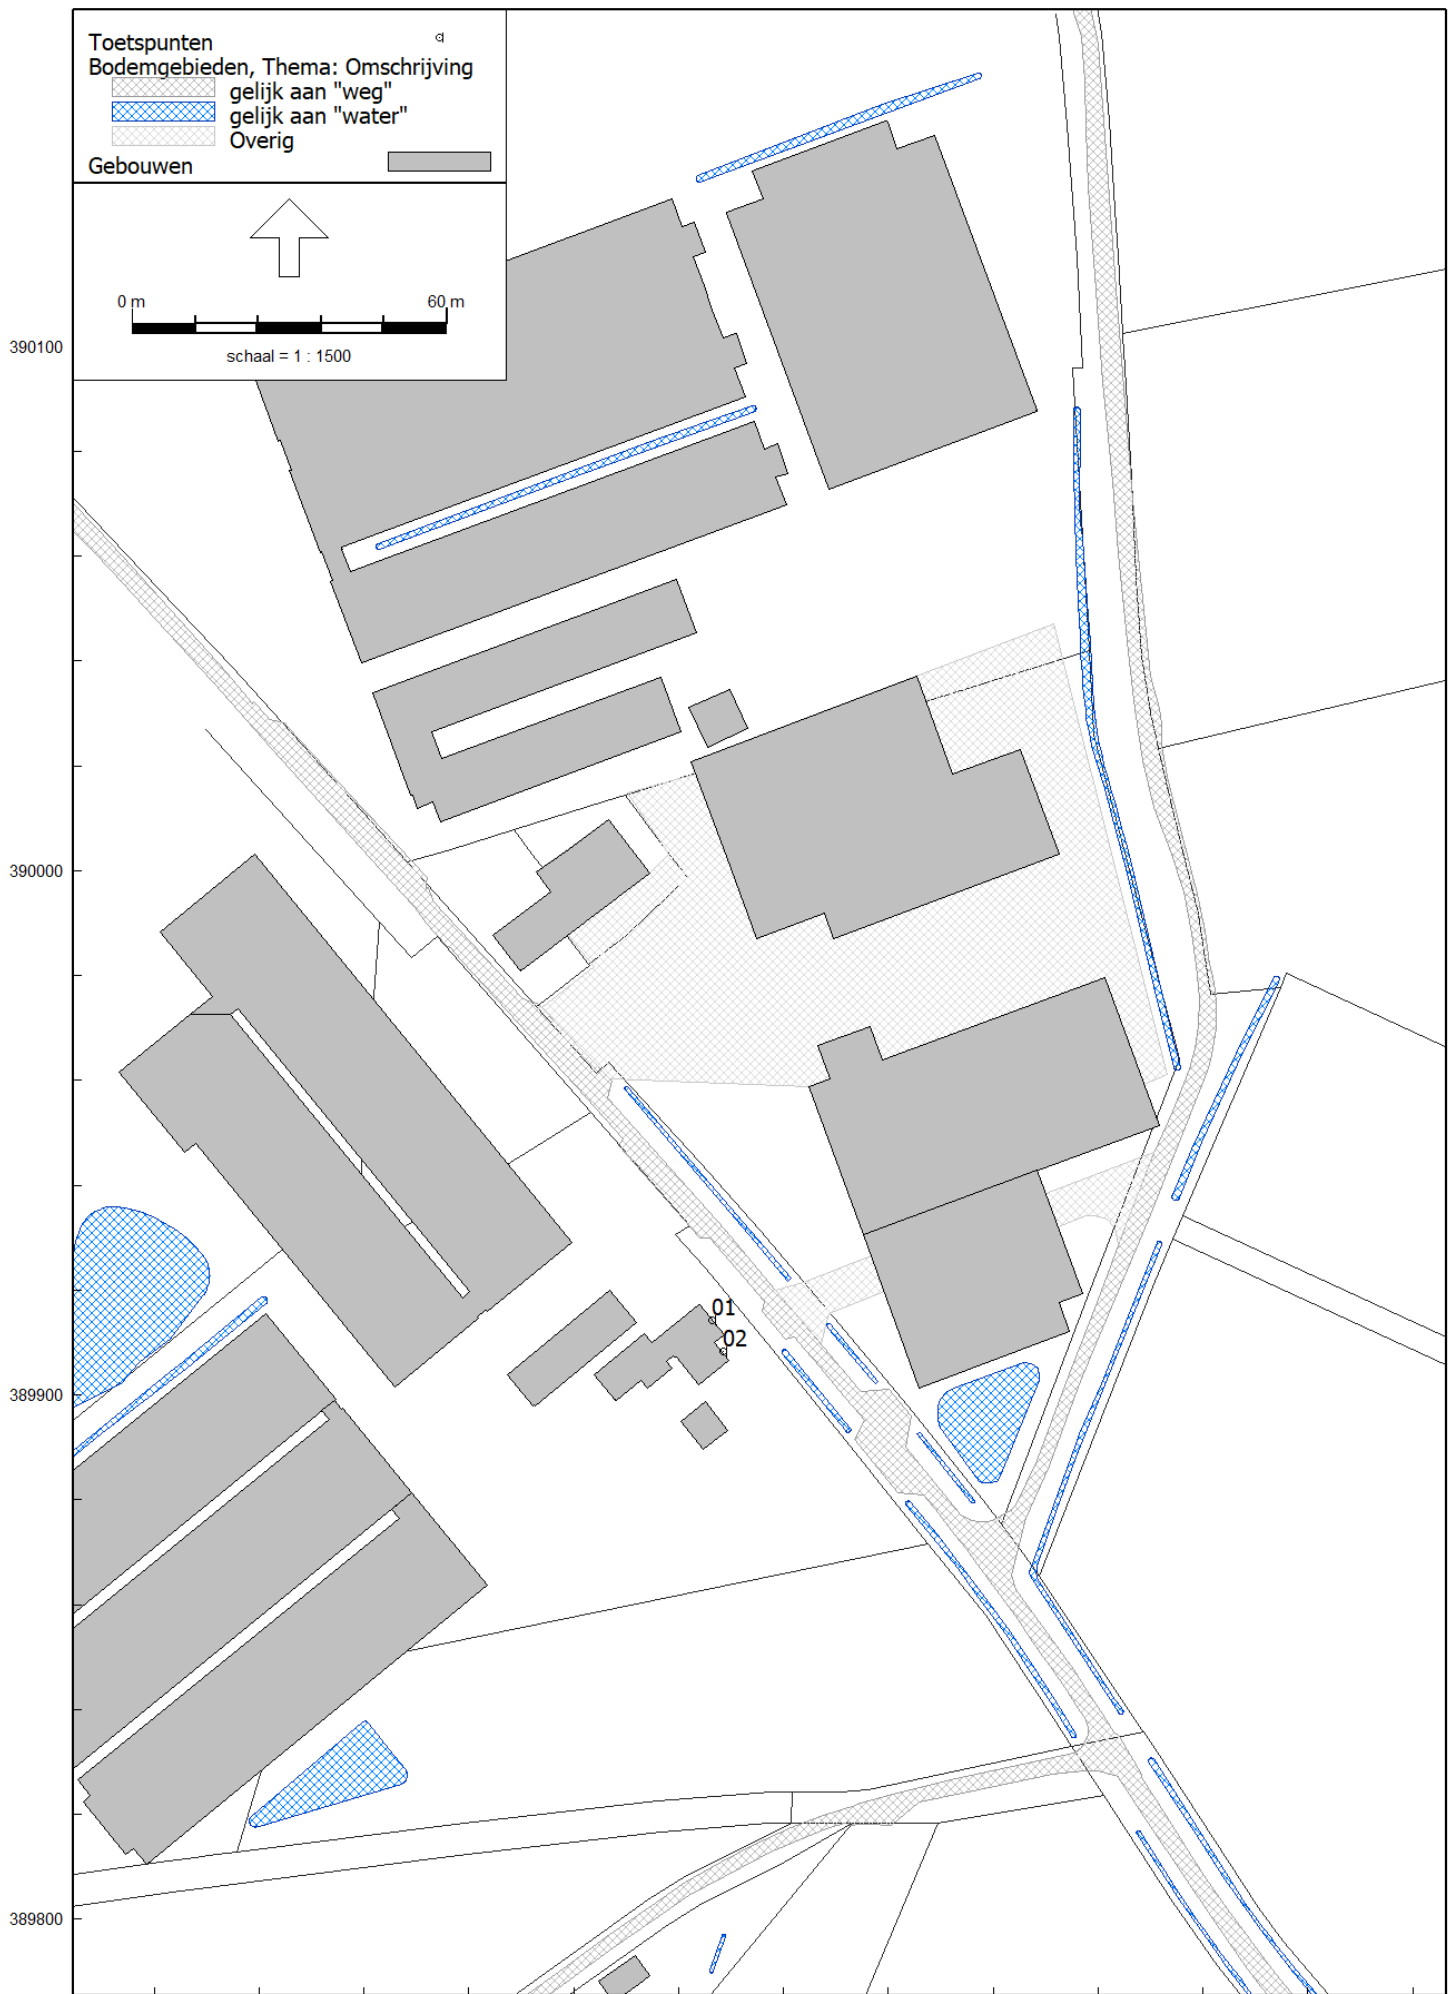 Toetspunten
Bodemgebieden, Thema: Omschrijving
gelijk aan "weg"
gelijk aan "water"
Overig
Gebouwen
0 m 60 m
schaal = 1 : 1500
390100
390000
01
02
389900
389800